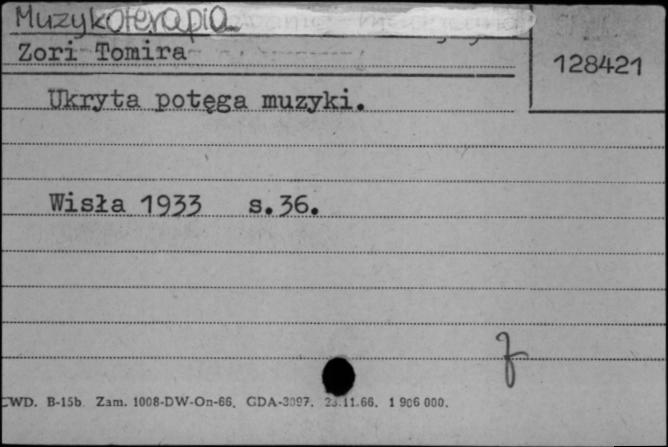 Muzykoterapia
Zori Tomira
128421
Ukryta potęga muzyki.
Wisła 1933 s.36.
CWD. B-15b. Zam. 1008-DW-On-66. GDA-3097. 23.11.66. 1 906 000.